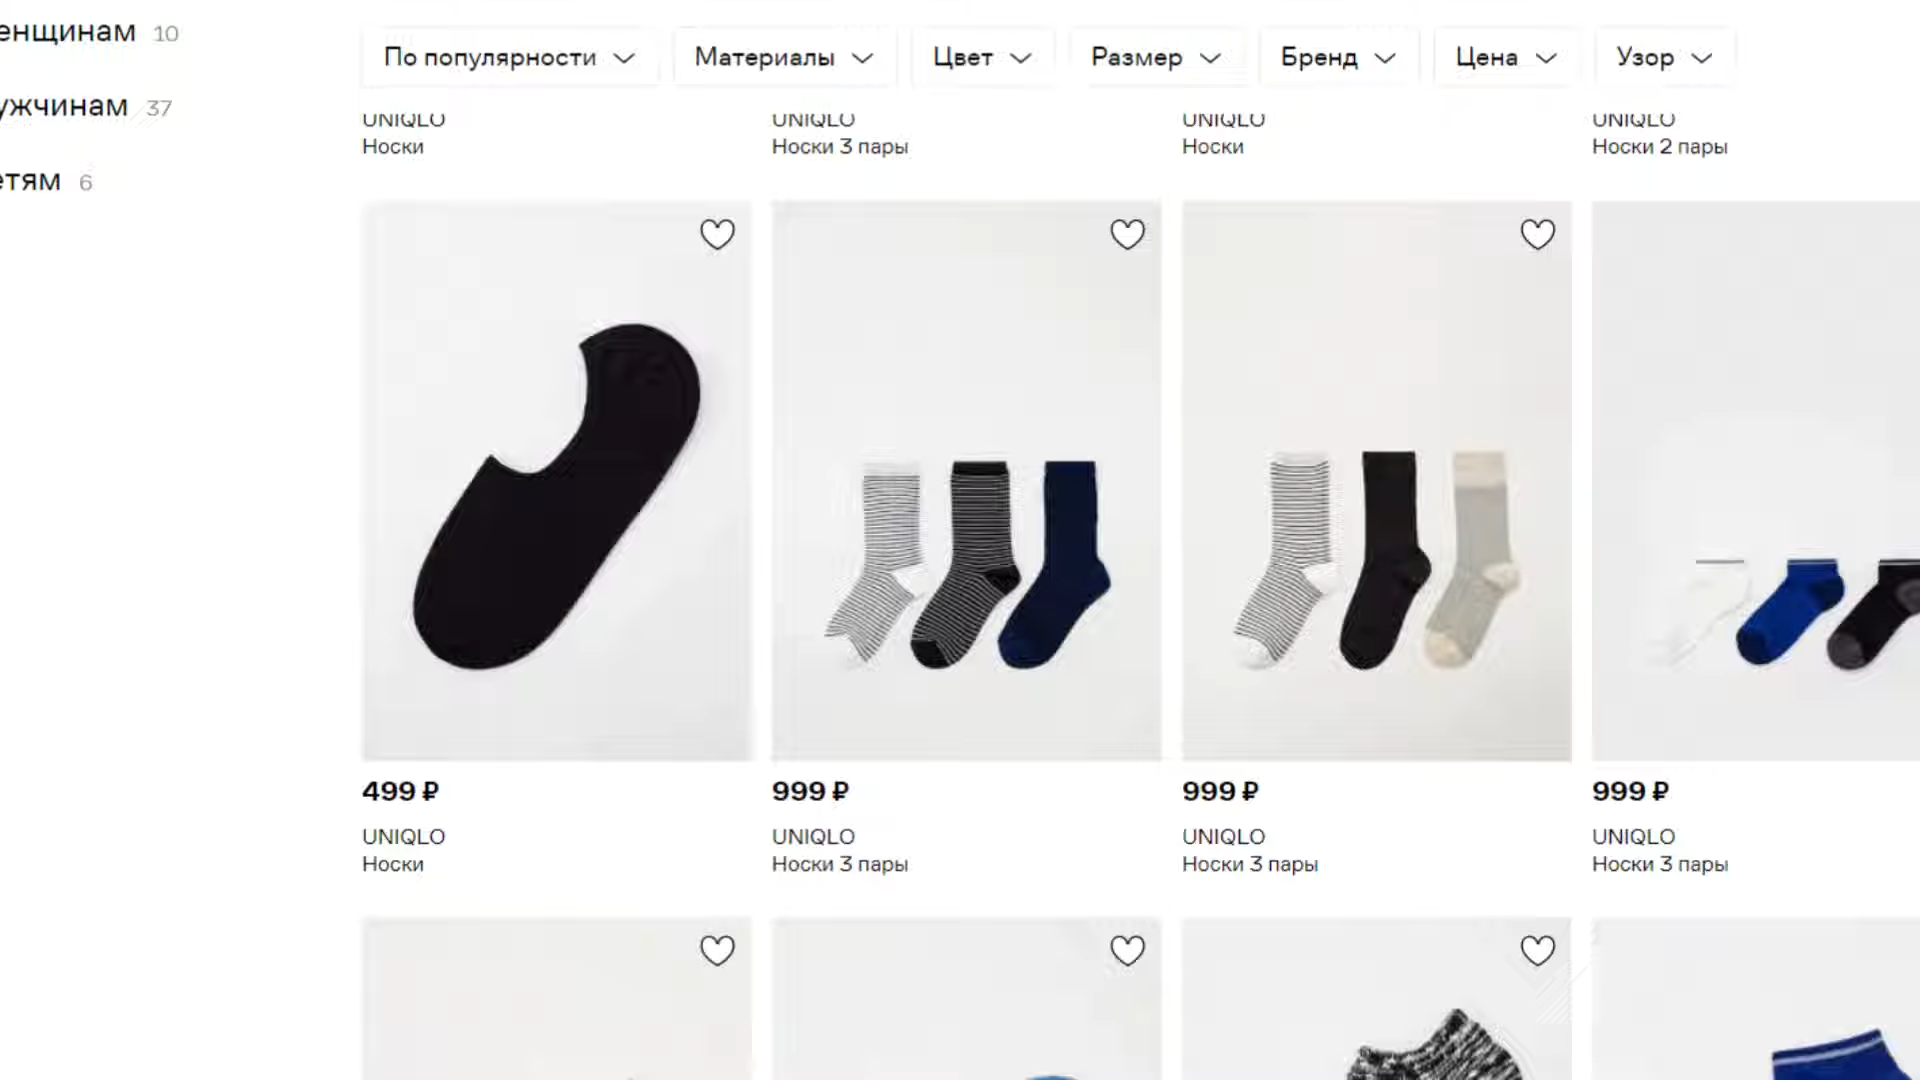 енщинам 10
ужчинам 37
етям 6
По популярности Материалы Цвет Размер Бренд Цена Узор
UNIQLO UNIQLO UNIQLO UNIQLO
Носки Носки 3 пары Носки Носки 2 пары
499 ₽ 999 ₽ 999 ₽ 999 ₽
UNIQLO UNIQLO UNIQLO UNIQLO
Носки Носки 3 пары Носки 3 пары Носки 3 пары